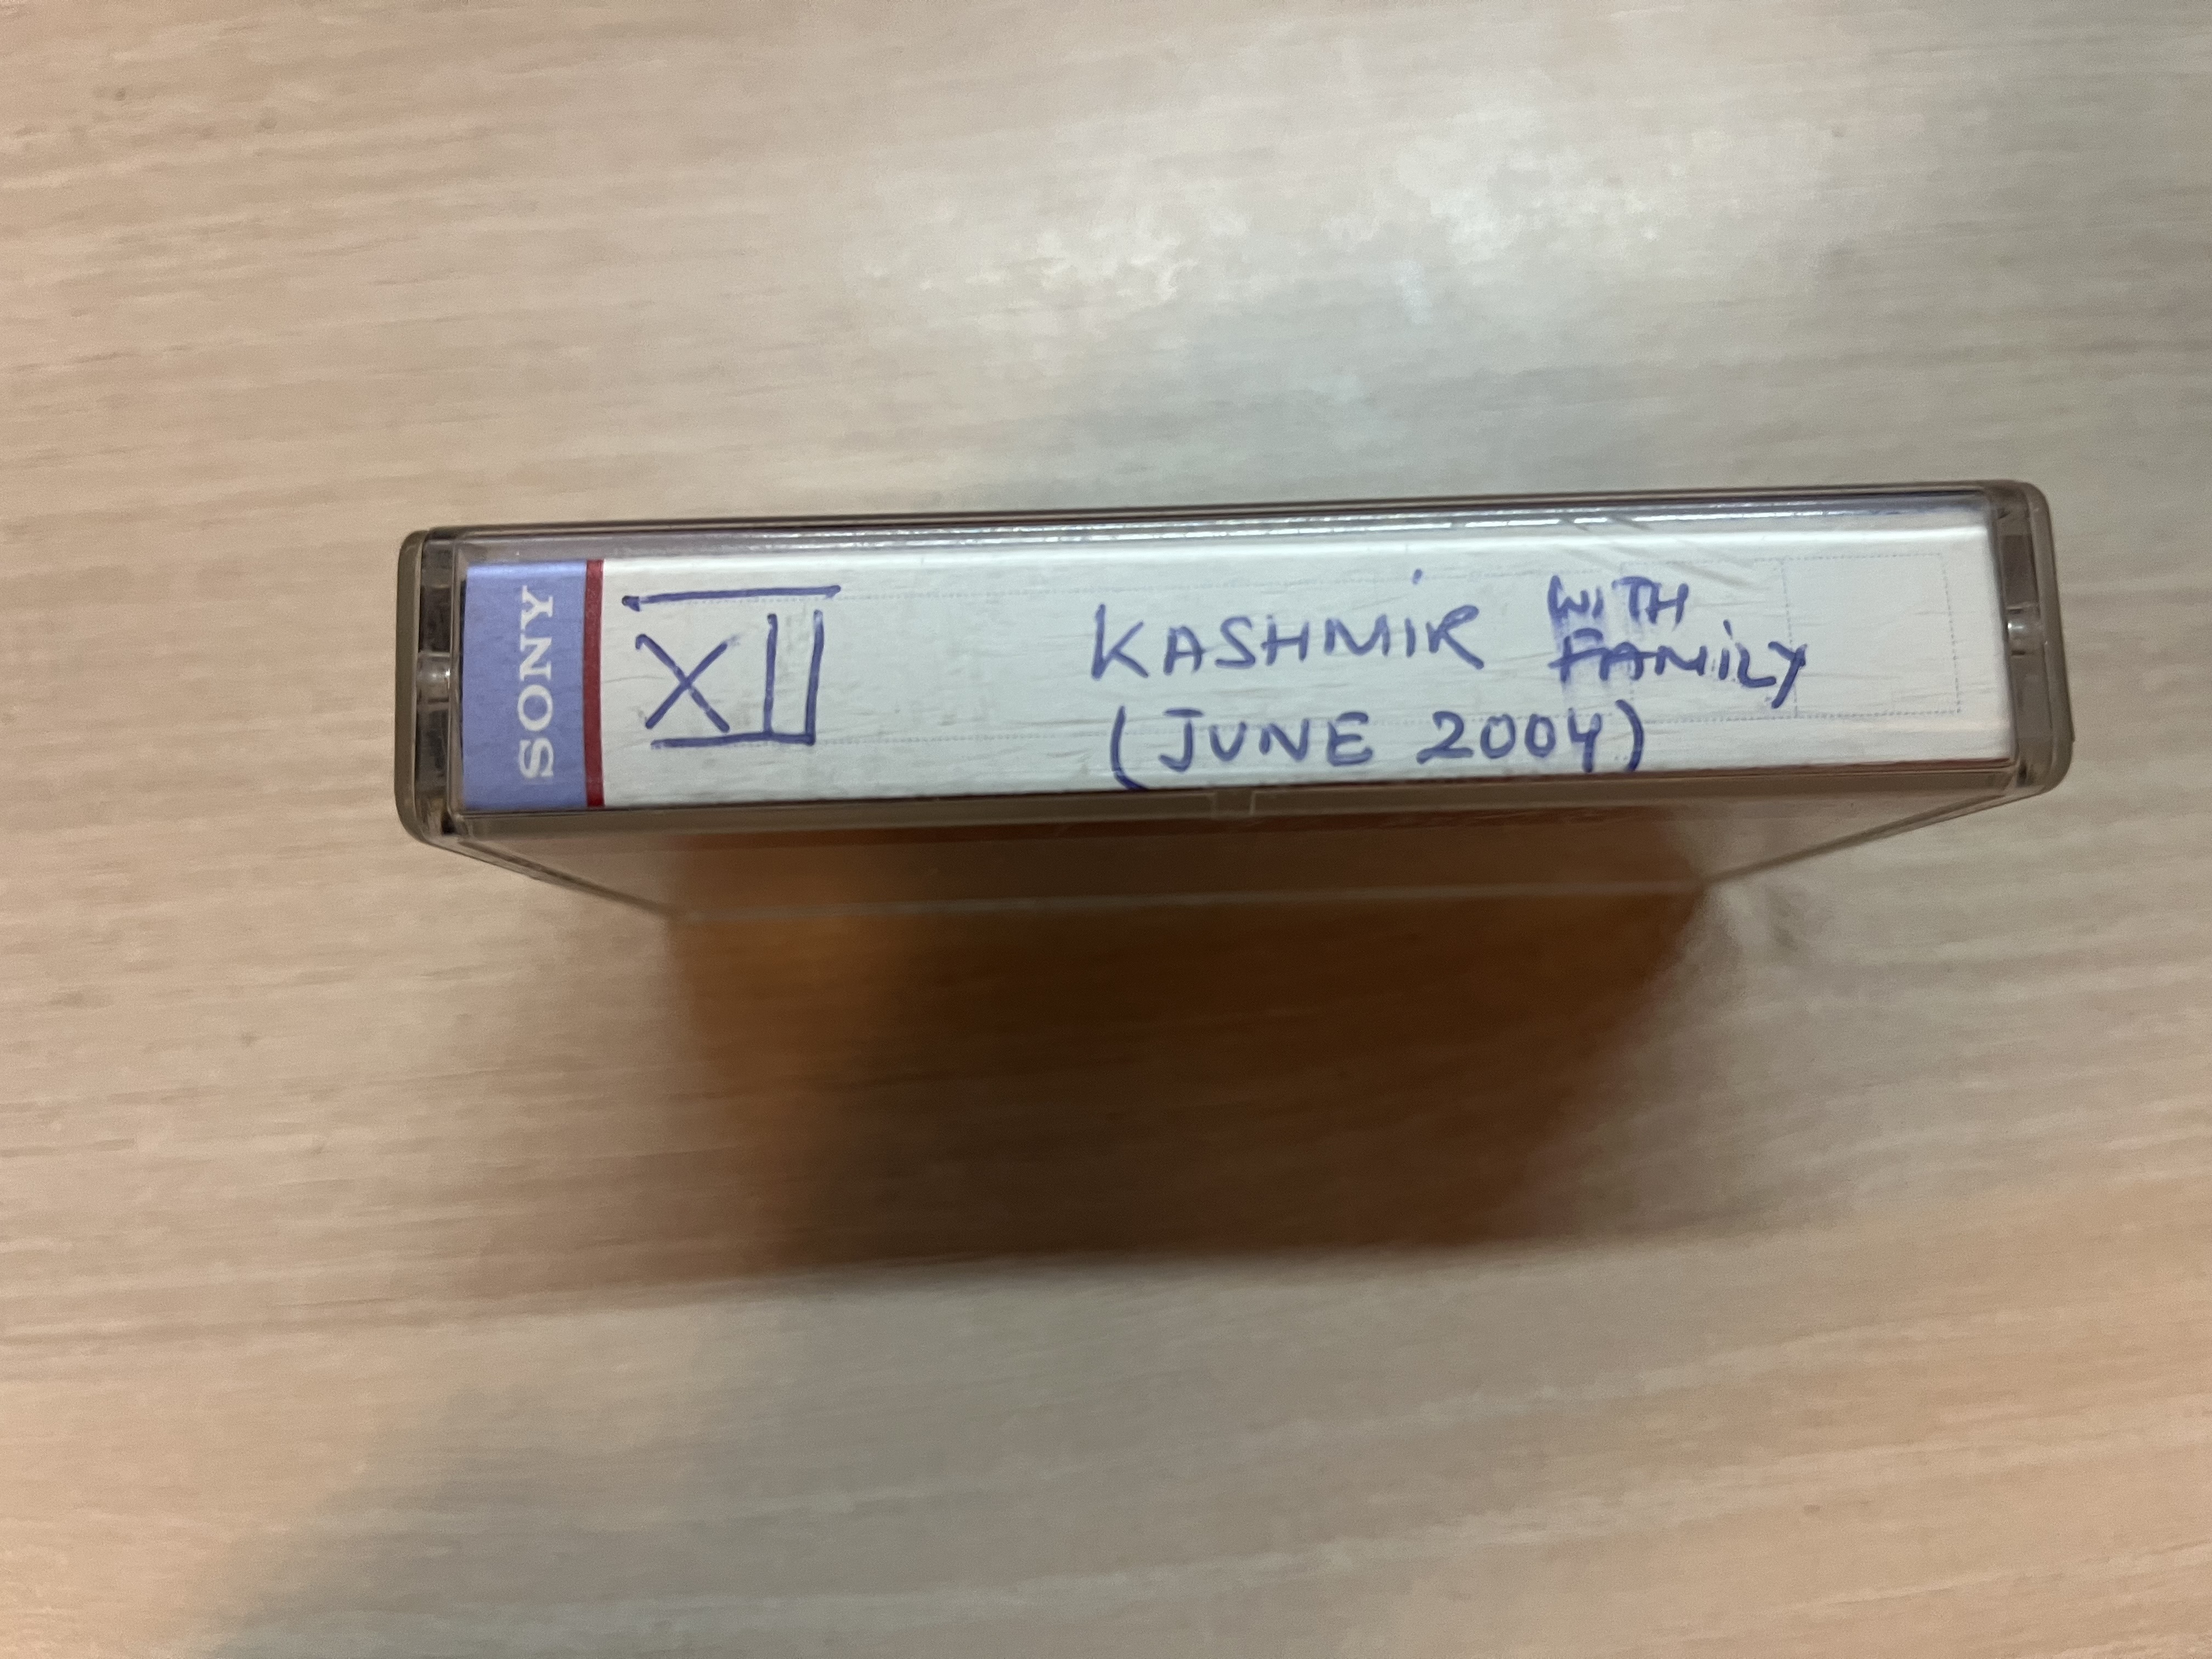 SONY
XII
KASHMIR WITH
FAMILY
(JUNE 2004)